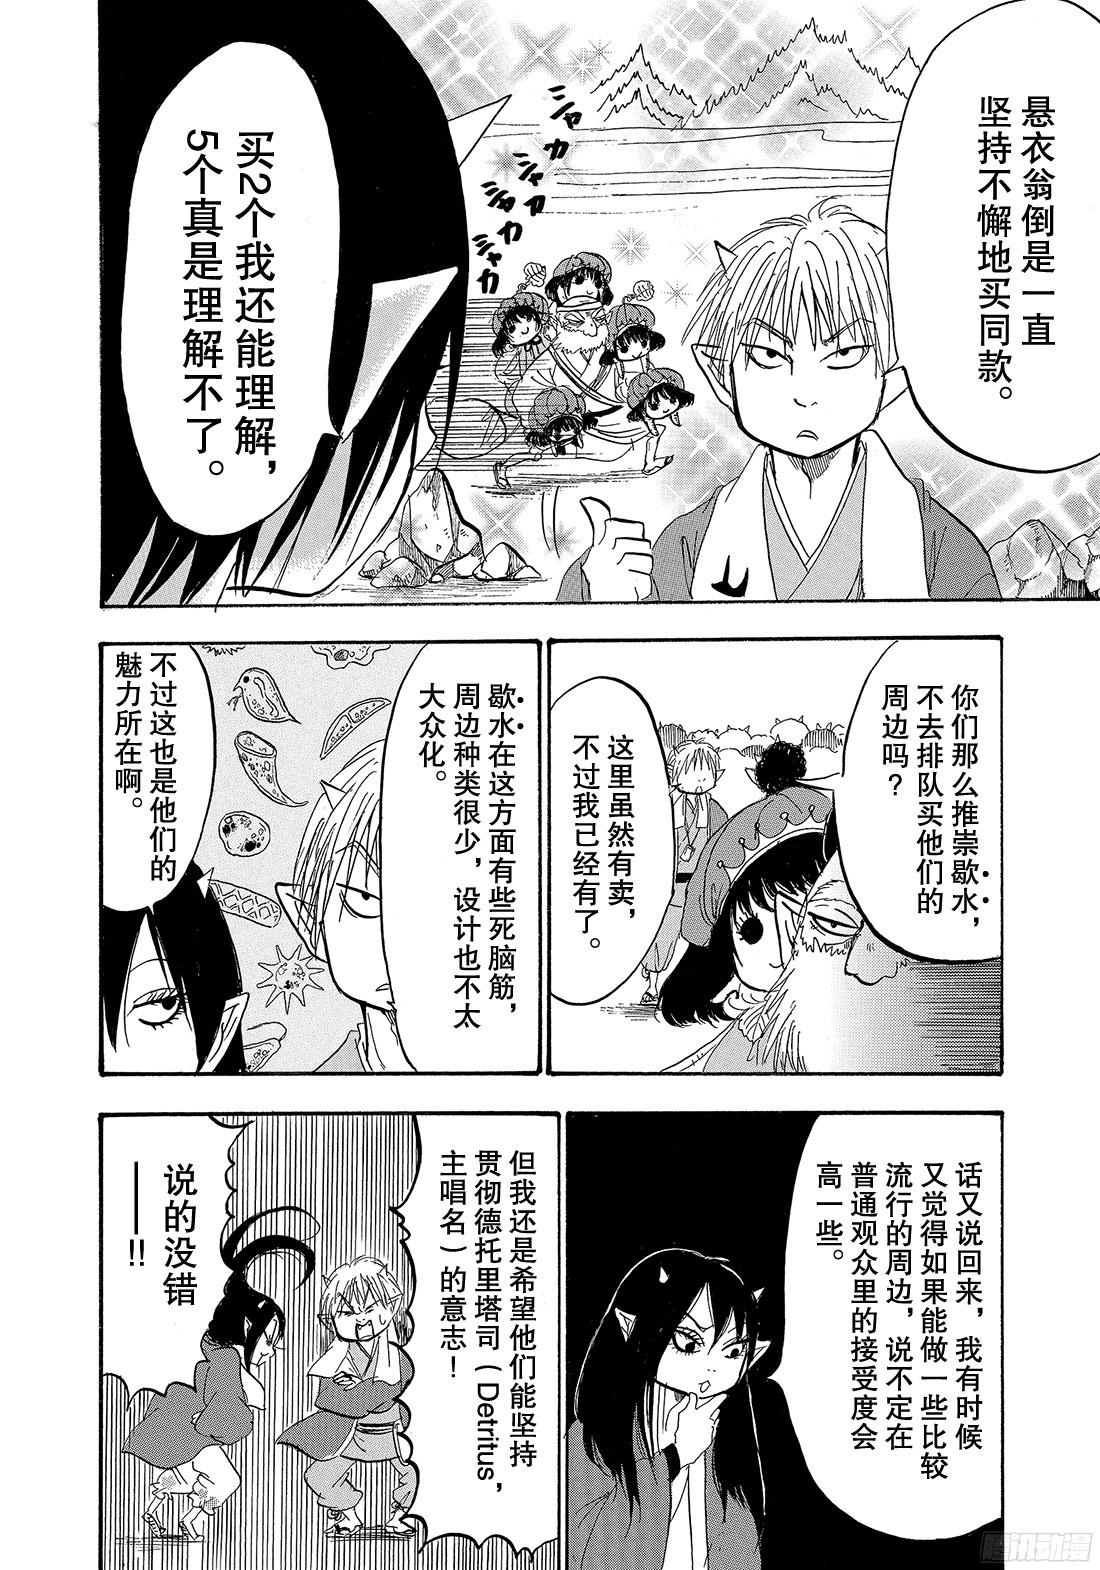 悬衣翁倒是一直
坚持不懈地买同款。
シャカ
シャカ
シャカ
シャカ
买2个我还能理解，
5个真是理解不了。
你们那么推崇歇水，
不去排队买他们的
周边吗？
这里虽然有卖，
不过我已经有了。
歇水在这方面有些死脑筋，
周边种类很少，设计也不太
大众化。
不过这也是他们的
魅力所在啊。
话又说回来，我有时候
又觉得如果能做一些比较
流行的周边，说不定在
普通观众里的接受度会
高一些。
但我还是希望他们能坚持
贯彻德托里塔司（Detritus，
主唱名）的意志！
说的没错
——!!
腾讯动漫